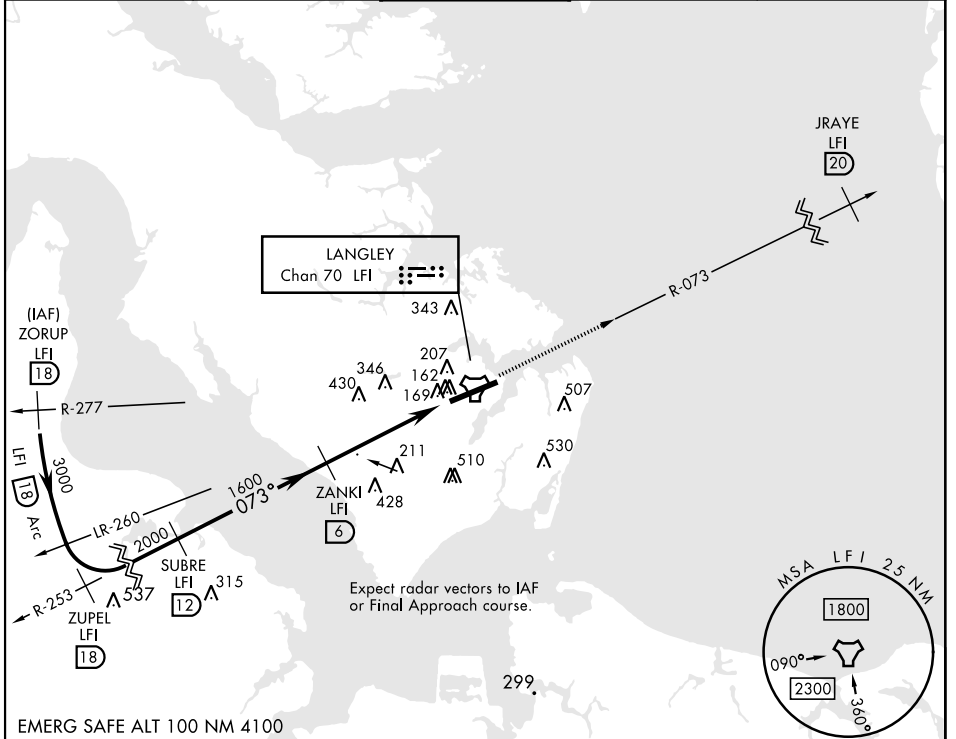 JRAYE
LFI
20
LANGLEY
Chan 70 LFI
R-073
343
(IAF)
ZORUP
LFI
18
207
346
162
430
169
507
R-277
LFI
18
Arc
3000
211
530
510
1600
073°
ZANKI
LFI
6
428
LR-260
2000
SUBRE
LFI
12
315
R-253
537
ZUPEL
LFI
18
Expect radar vectors to IAF
or Final Approach course.
MSA LFI 25 NM
1800
090°
2300
360°
299
EMERG SAFE ALT 100 NM 4100